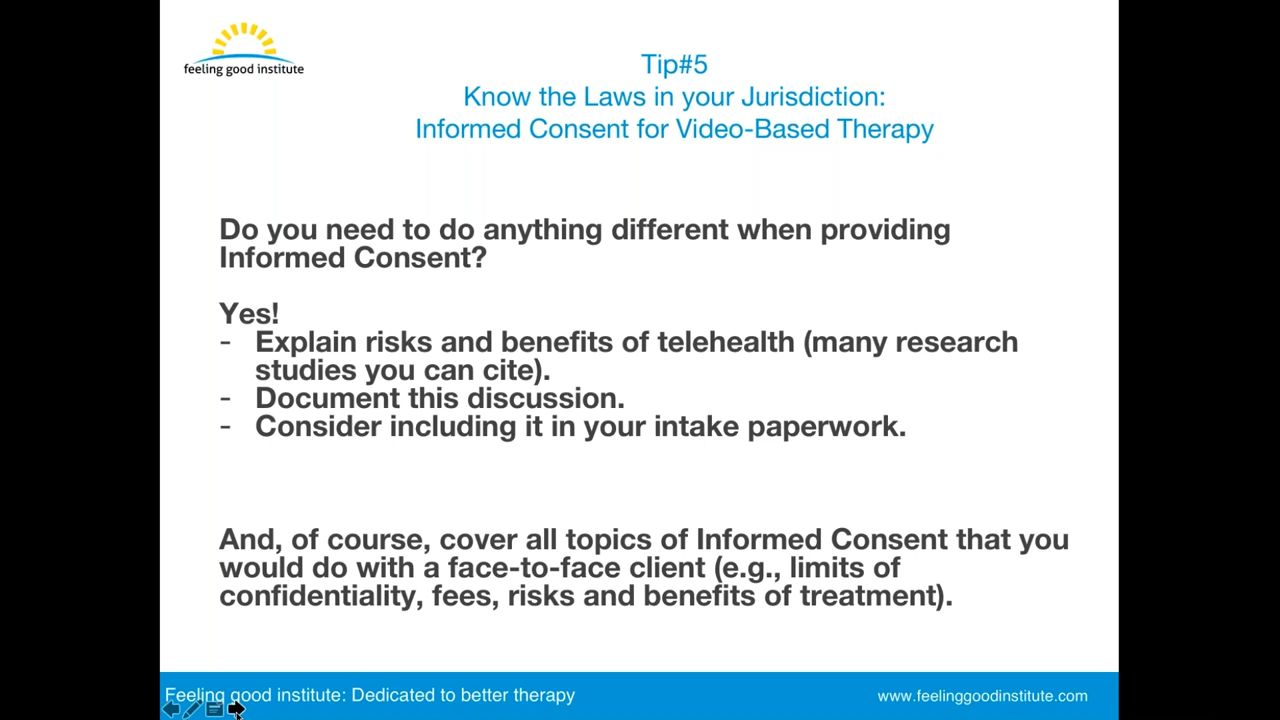 feeling good institute
Tip#5
Know the Laws in your Jurisdiction:
Informed Consent for Video-Based Therapy
Do you need to do anything different when providing
Informed Consent?
Yes!
- Explain risks and benefits of telehealth (many research
studies you can cite).
- Document this discussion.
- Consider including it in your intake paperwork.
And, of course, cover all topics of Informed Consent that you
would do with a face-to-face client (e.g., limits of
confidentiality, fees, risks and benefits of treatment).
Feeling good institute: Dedicated to better therapy
www.feelinggoodinstitute.com